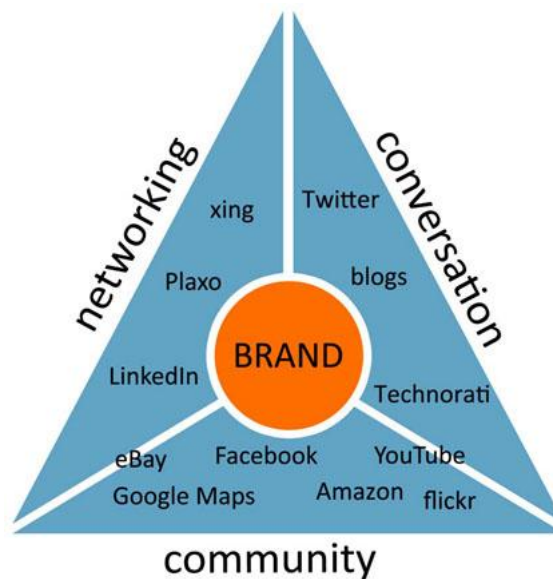 networking
conversation
xing
Twitter
Plaxo
blogs
BRAND
LinkedIn
Technorati
eBay
Facebook
YouTube
Google Maps
Amazon
flickr
community